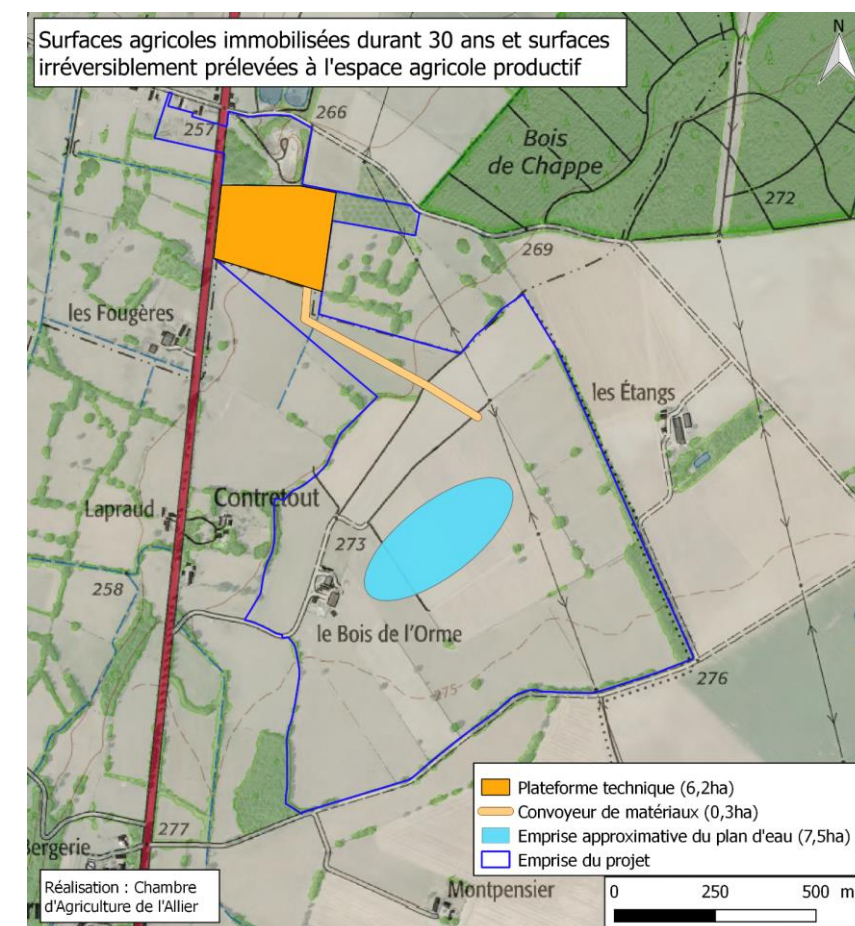 Surfaces agricoles immobilisées durant 30 ans et surfaces
irréversiblement prélevées à l'espace agricole productif
N
266
257
Bois
de Chappe
272
269
les Fougères
les Étangs
Contretout
Lapraud
273
258
le Bois de l'Orme
275
276
277
Bergerie
Montpensier
Plateforme technique (6,2ha)
Convoyeur de matériaux (0,3ha)
Emprise approximative du plan d'eau (7,5ha)
Emprise du projet
Réalisation : Chambre
d'Agriculture de l'Allier
0 250 500 m